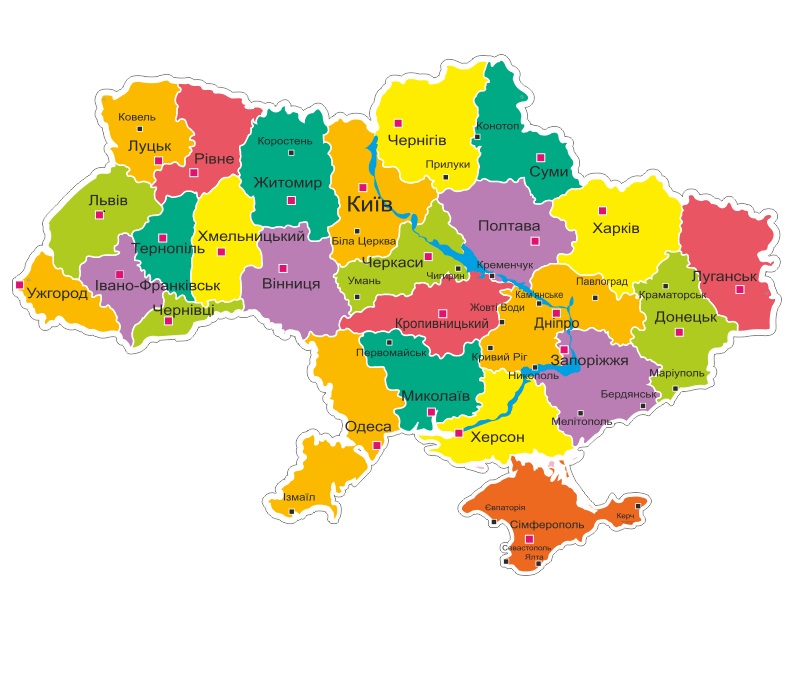 Ковель
Луцьк
Рівне
Коростень
Житомир
Київ
Чернігів
Прилуки
Конотоп
Суми
Львів
Тернопіль
Хмельницький
Біла Церква
Черкаси
Чигирин
Полтава
Кременчук
Харків
Ужгород
Івано-Франківськ
Чернівці
Вінниця
Умань
Кропивницький
Жовті Води
Кам'янське
Дніпро
Павлоград
Краматорськ
Луганськ
Донецьк
Первомайськ
Кривий Ріг
Нікополь
Запоріжжя
Маріуполь
Бердянськ
Мелітополь
Миколаїв
Одеса
Херсон
Ізмаїл
Євпаторія
Сімферополь
Керч
Севастополь
Ялта